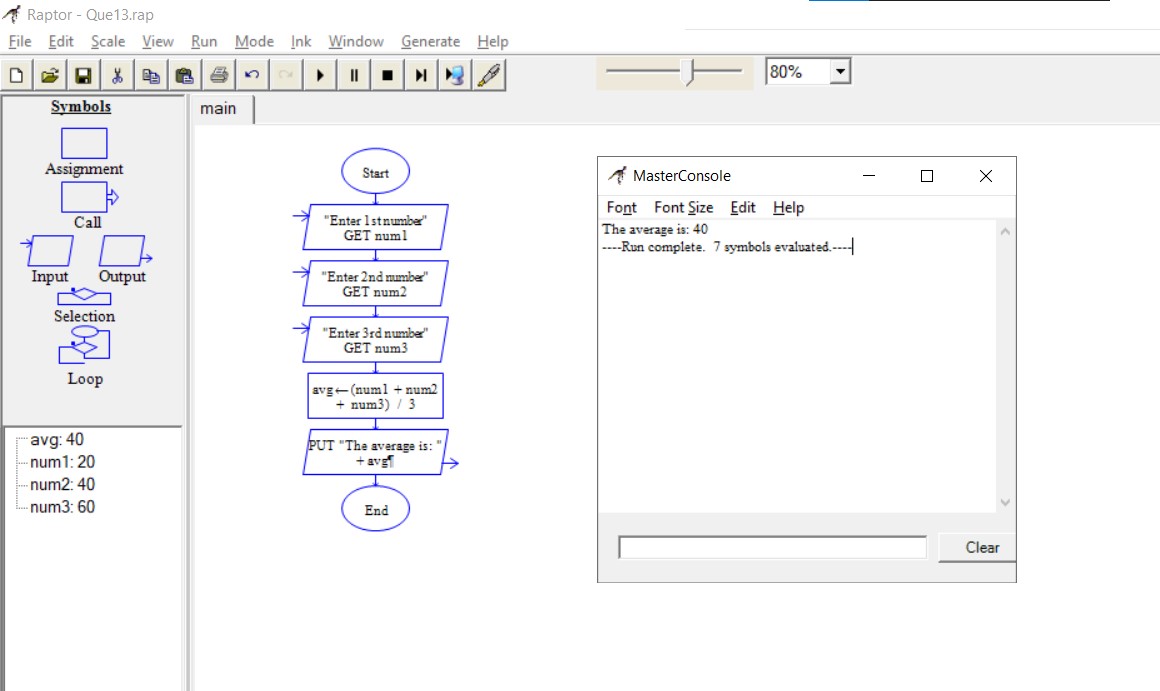 Raptor - Que13.rap
File Edit Scale View Run Mode Ink Window Generate Help
80%
Symbols
Assignment
Call
Input Output
Selection
Loop
avg: 40
num1: 20
num2: 40
num3: 60
main
Start
"Enter 1st number"
GET num1
"Enter 2nd number"
GET num2
"Enter 3rd number"
GET num3
avg←(num1 + num2
+ num3) / 3
PUT "The average is: "
+ avg¶
End
MasterConsole
Font Font Size Edit Help
The average is: 40
----Run complete. 7 symbols evaluated.----
Clear